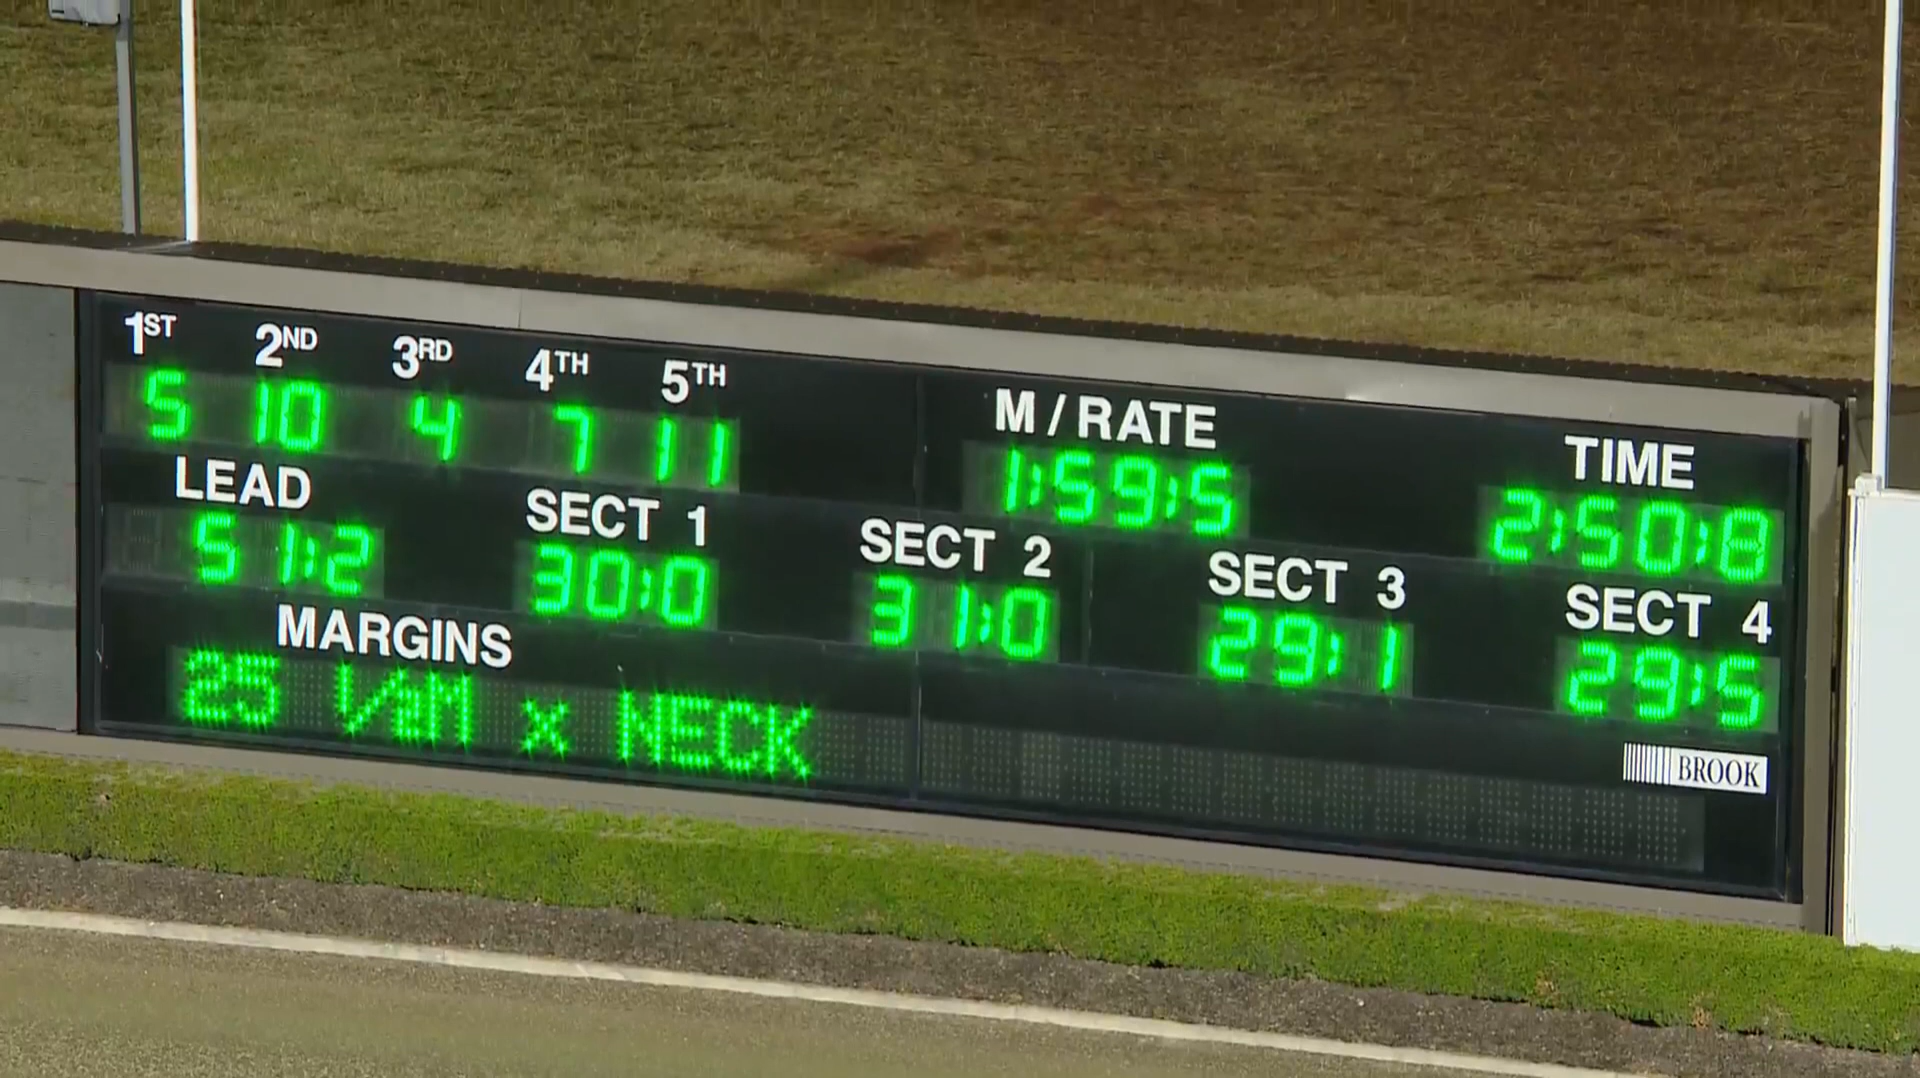 1ST 2ND 3RD 4TH 5TH
5 10 4 7 11
M / RATE TIME
1:59:5 2:50:8
LEAD SECT 1 SECT 2 SECT 3 SECT 4
51:2 30:0 31:0 29:1 29:5
MARGINS
25 1/2M x NECK
BROOK